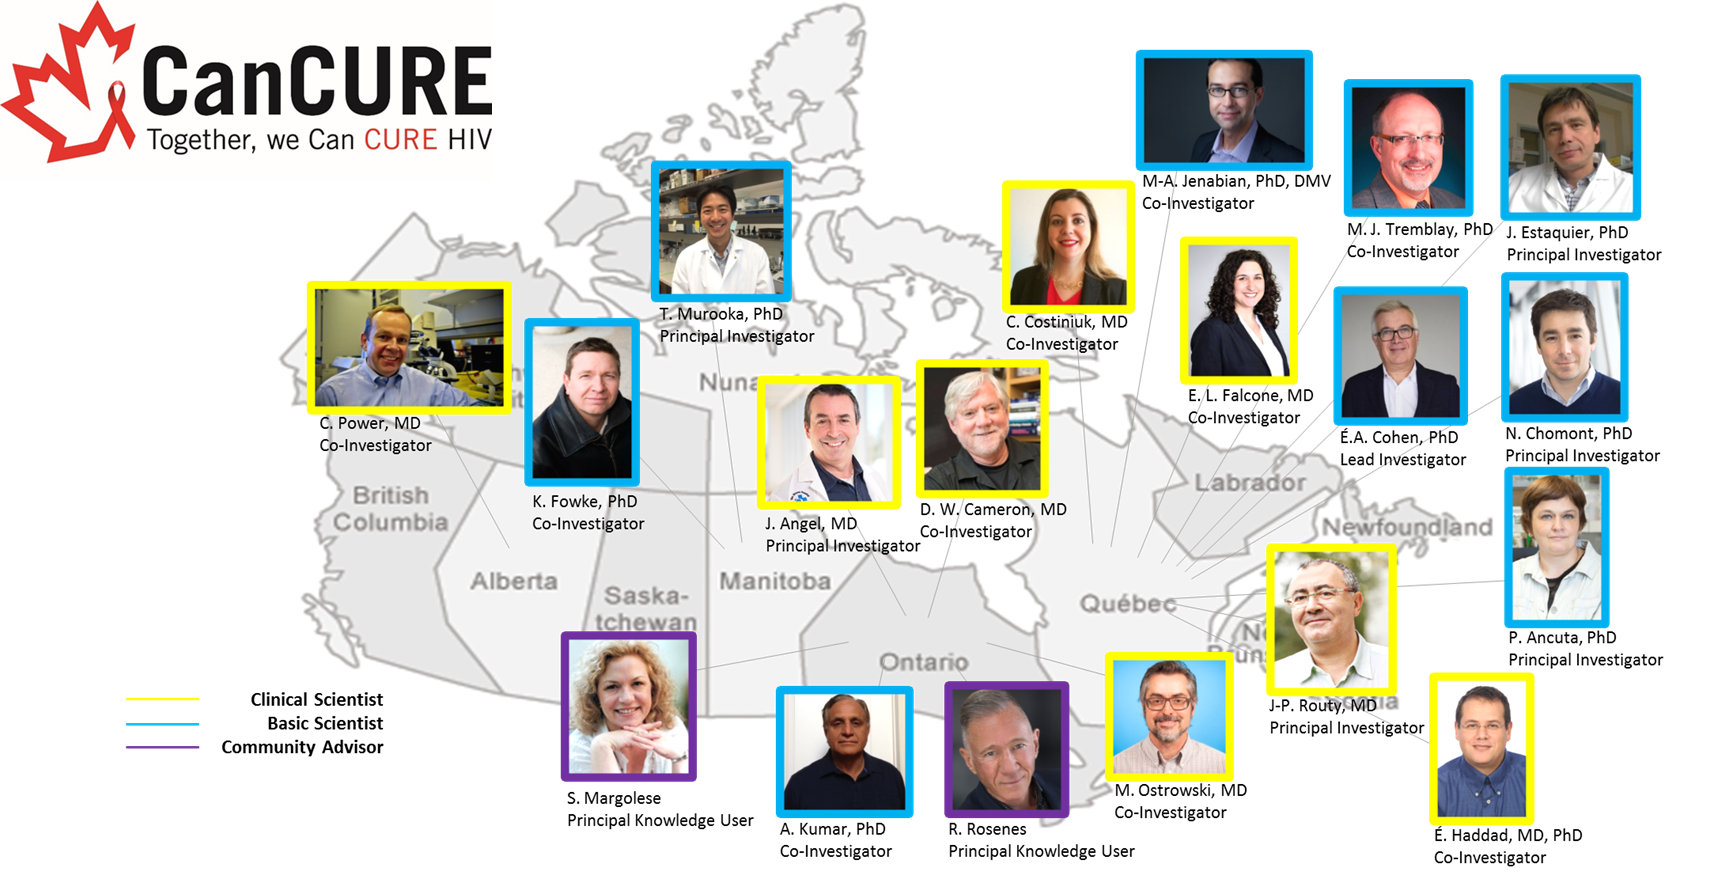 CanCURE
Together, we Can CURE HIV
M-A. Jenabian, PhD, DMV
Co-Investigator
M. J. Tremblay, PhD
Co-Investigator
J. Estaquier, PhD
Principal Investigator
T. Murooka, PhD
Principal Investigator
C. Costiniuk, MD
Co-Investigator
E. L. Falcone, MD
Co-Investigator
É.A. Cohen, PhD
Lead Investigator
N. Chomont, PhD
Principal Investigator
C. Power, MD
Co-Investigator
K. Fowke, PhD
Co-Investigator
J. Angel, MD
Principal Investigator
D. W. Cameron, MD
Co-Investigator
British
Columbia
Alberta
Saska-
tchewan
Manitoba
Ontario
Québec
Labrador
Newfoundland
P. Ancuta, PhD
Principal Investigator
J-P. Routy, MD
Principal Investigator
Clinical Scientist
Basic Scientist
Community Advisor
S. Margolese
Principal Knowledge User
A. Kumar, PhD
Co-Investigator
R. Rosenes
Principal Knowledge User
M. Ostrowski, MD
Co-Investigator
É. Haddad, MD, PhD
Co-Investigator